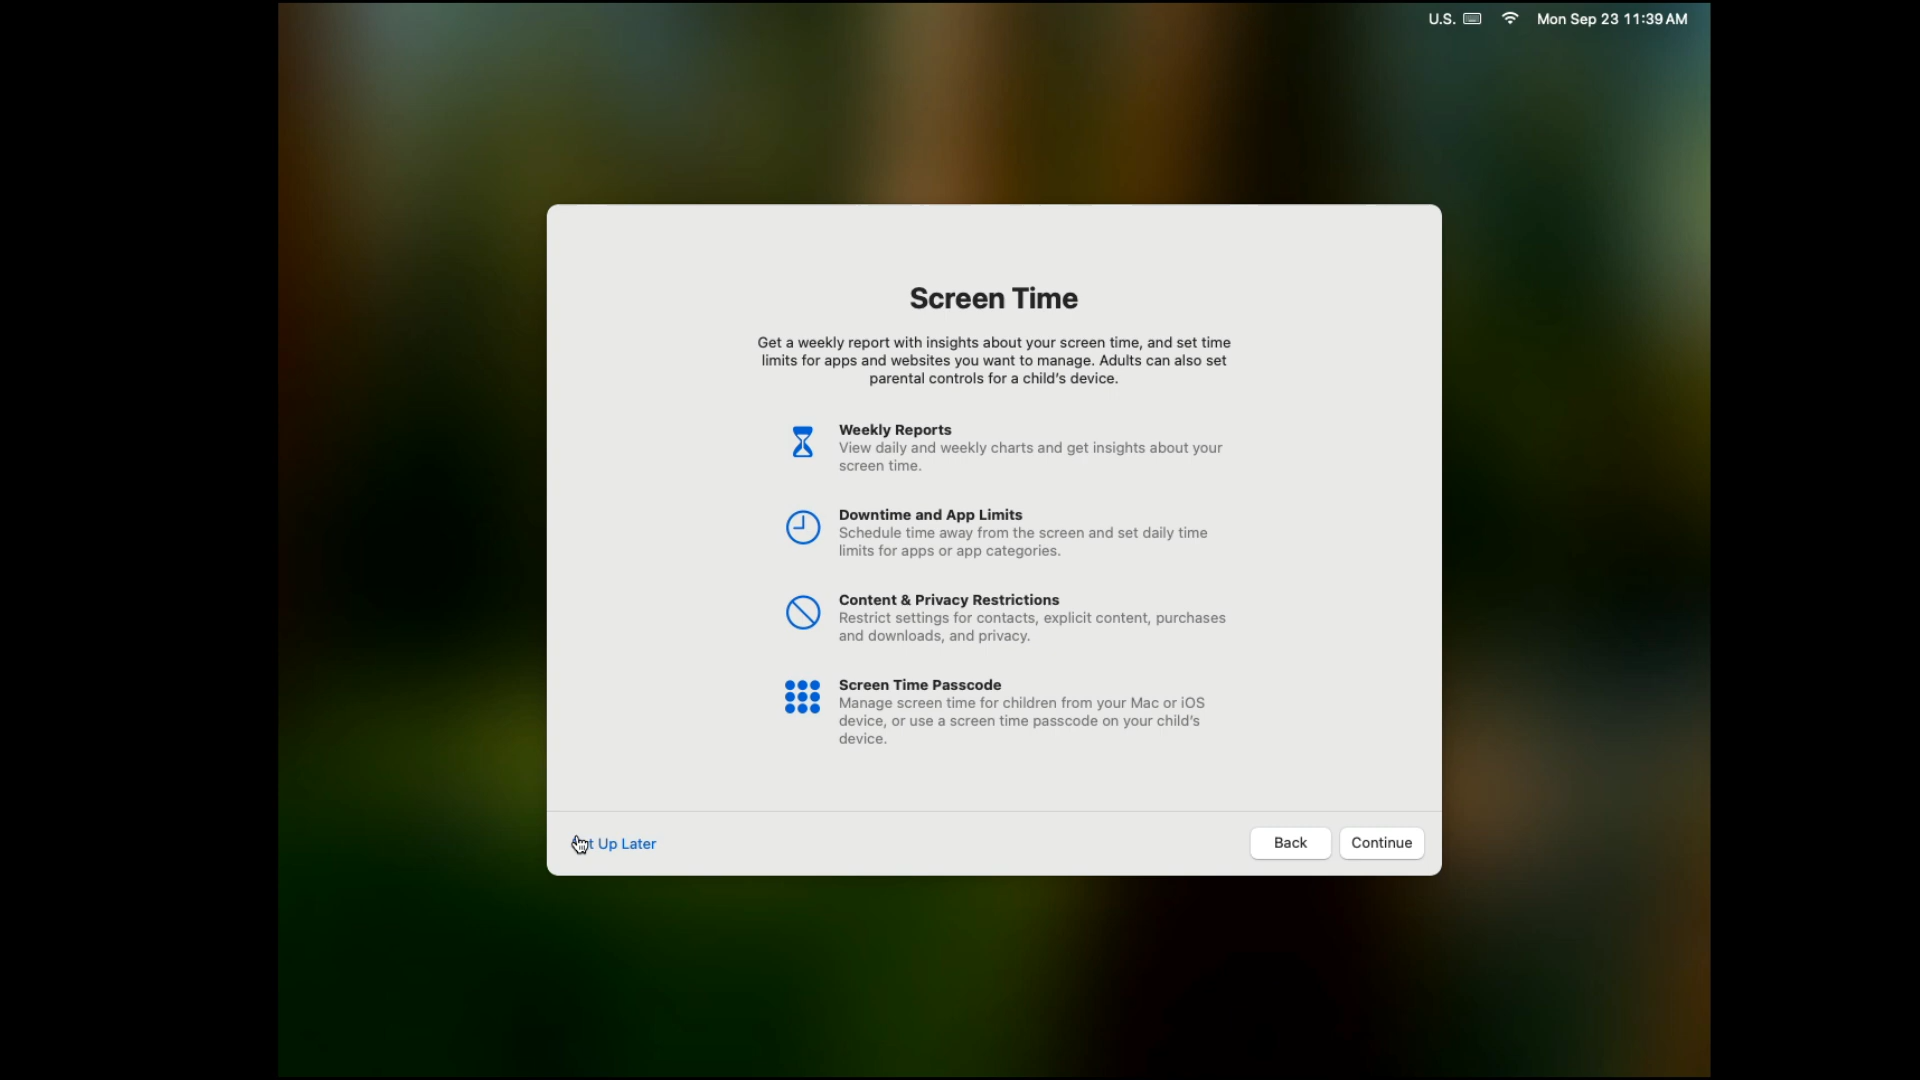 U.S. Mon Sep 23 11:39 AM
Screen Time
Get a weekly report with insights about your screen time, and set time
limits for apps and websites you want to manage. Adults can also set
parental controls for a child's device.
Weekly Reports
View daily and weekly charts and get insights about your
screen time.
Downtime and App Limits
Schedule time away from the screen and set daily time
limits for apps or app categories.
Content & Privacy Restrictions
Restrict settings for contacts, explicit content, purchases
and downloads, and privacy.
Screen Time Passcode
Manage screen time for children from your Mac or iOS
device, or use a screen time passcode on your child's
device.
Up Later
Back
Continue